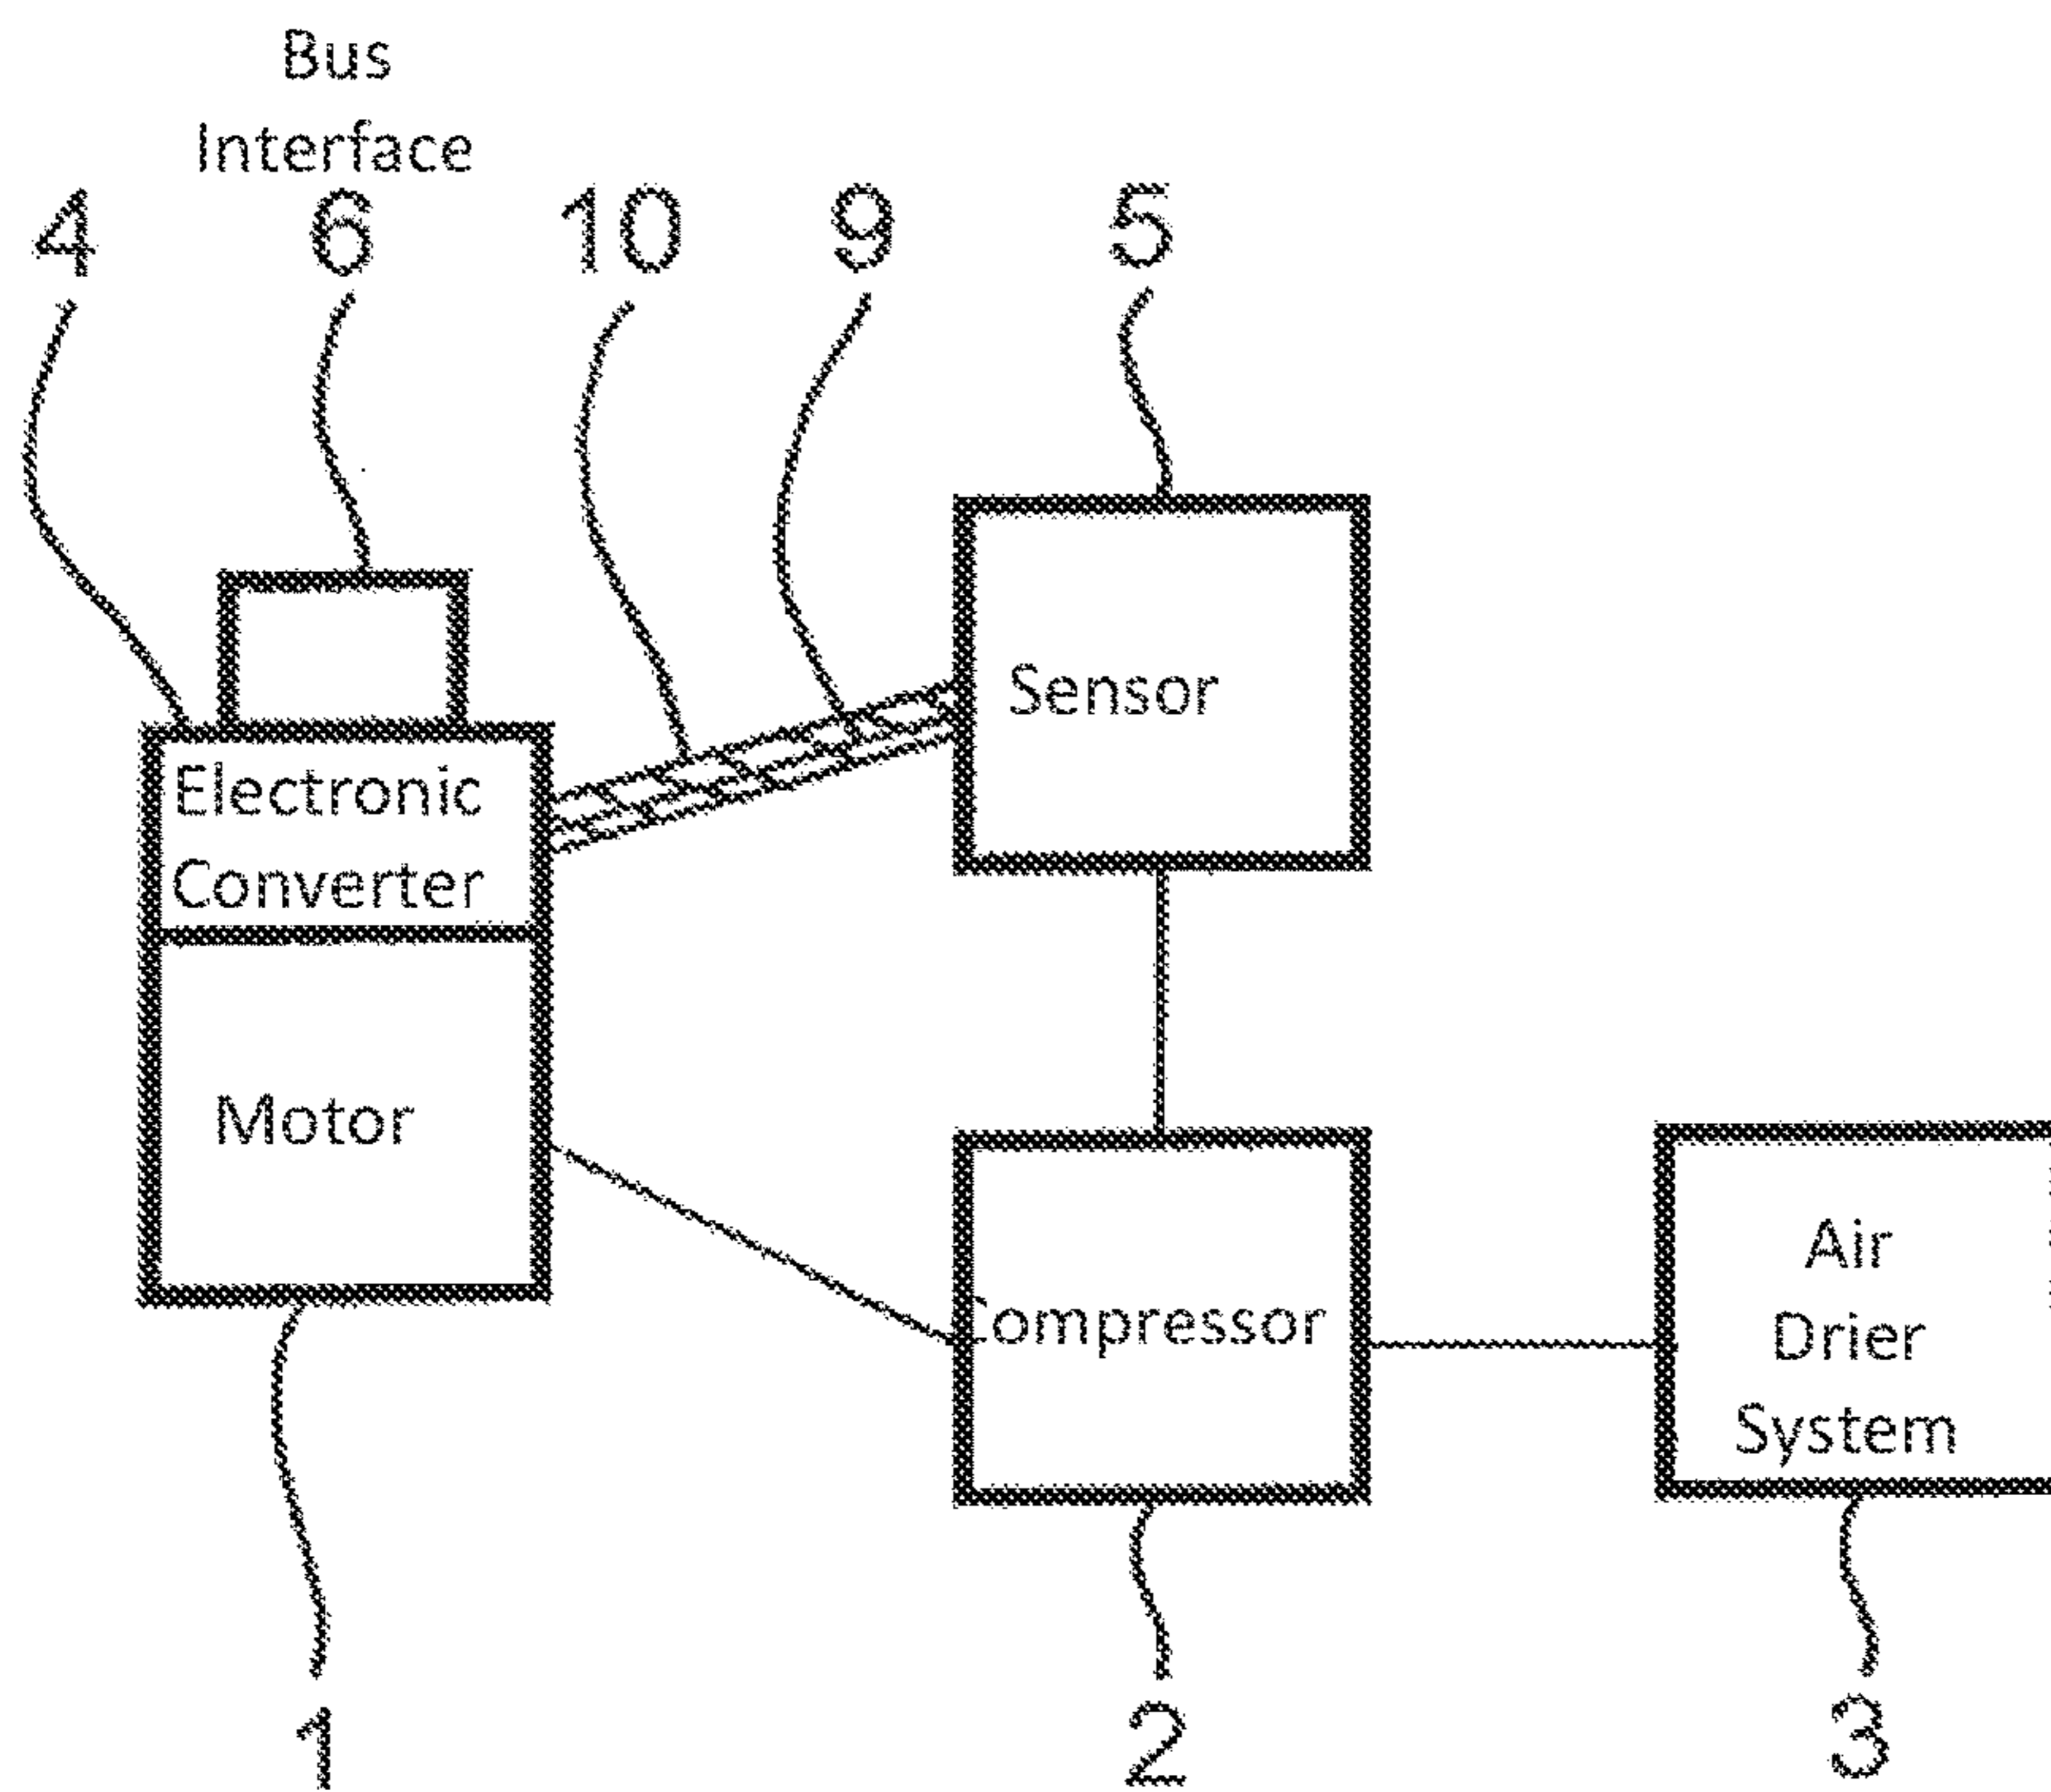 Bus
Interface
4 6 10 9 5
Sensor
Electronic
Converter
Motor
Compressor
Air
Drier
System
1 2 3